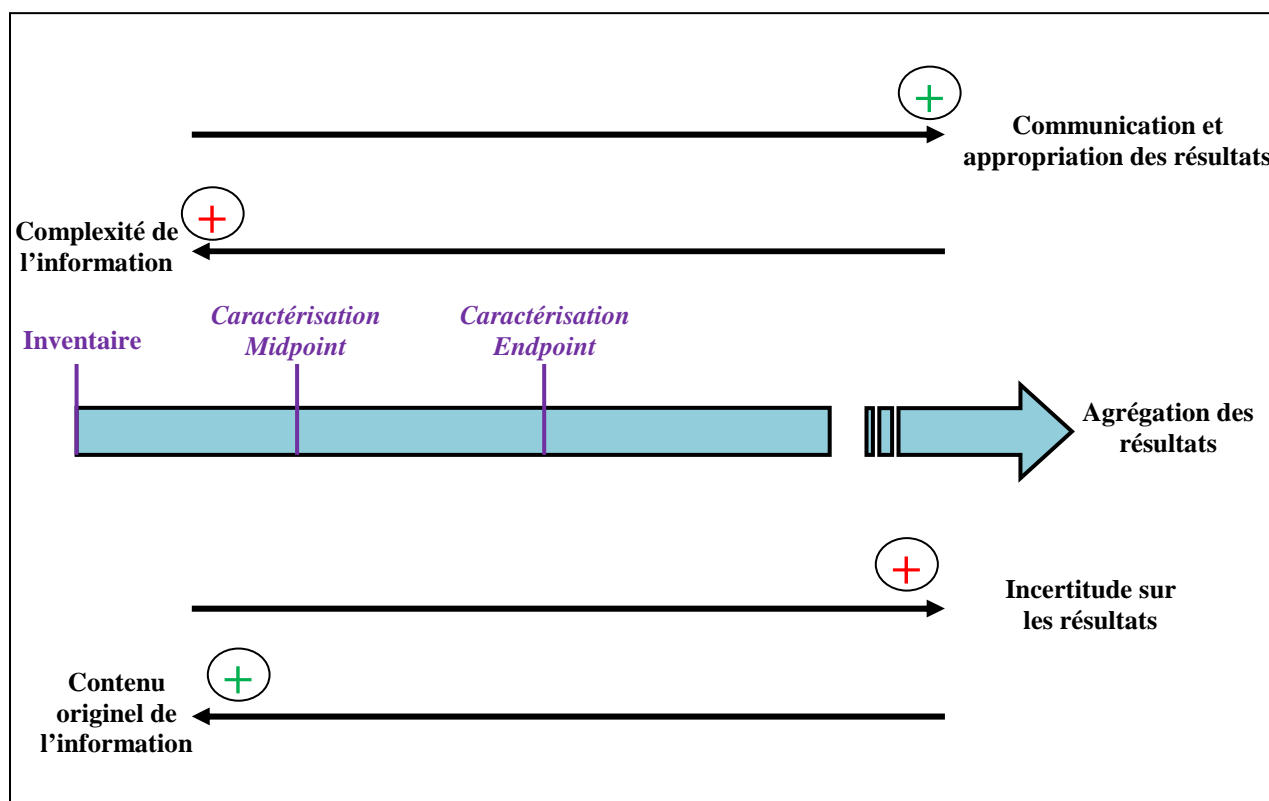 +
Communication et
appropriation des résultats
+
Complexité de
l’information
Inventaire
Caractérisation
Midpoint
Caractérisation
Endpoint
Agrégation des
résultats
+
Incertitude sur
les résultats
+
Contenu
originel de
l’information